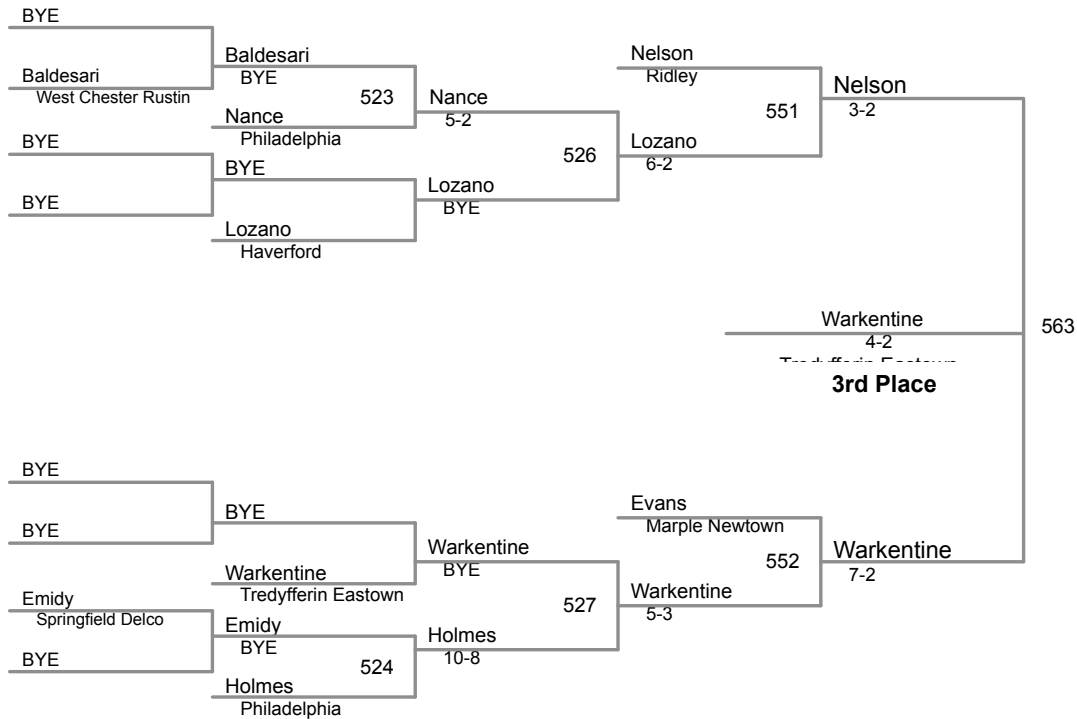 BYE
Baldesari
West Chester Rustin
BYE
BYE
Baldesari
BYE
523
Nance
Philadelphia
BYE
Lozano
Haverford
Nance
5-2
526
Lozano
BYE
Nelson
Ridley
551
Lozano
6-2
Nelson
3-2
Warkentine
4-2
Tredyfferin Eastown
3rd Place
563
BYE
BYE
Emidy
Springfield Delco
BYE
BYE
Warkentine
Tredyfferin Eastown
Emidy
BYE
524
Holmes
Philadelphia
Warkentine
BYE
527
Holmes
10-8
Evans
Marple Newtown
552
Warkentine
5-3
Warkentine
7-2